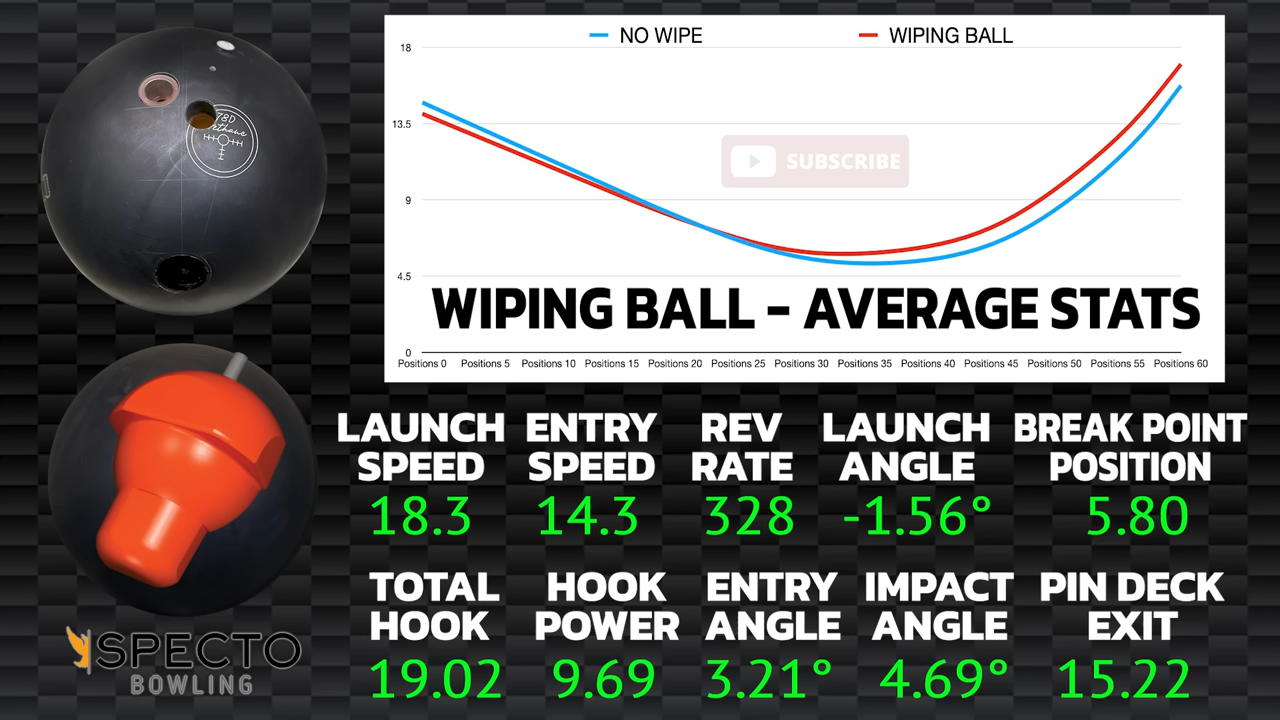 NO WIPE
WIPING BALL
18
13.5
9
4.5
0
SUBSCRIBE
WIPING BALL – AVERAGE STATS
Positions 0 Positions 5 Positions 10 Positions 15 Positions 20 Positions 25 Positions 30 Positions 35 Positions 40 Positions 45 Positions 50 Positions 55 Positions 60
78D
LAUNCH SPEED
18.3
ENTRY SPEED
14.3
REV RATE
328
LAUNCH ANGLE
-1.56°
BREAK POINT POSITION
5.80
TOTAL HOOK
19.02
HOOK POWER
9.69
ENTRY ANGLE
3.21°
IMPACT ANGLE
4.69°
PIN DECK EXIT
15.22
SPECTO
BOWLING